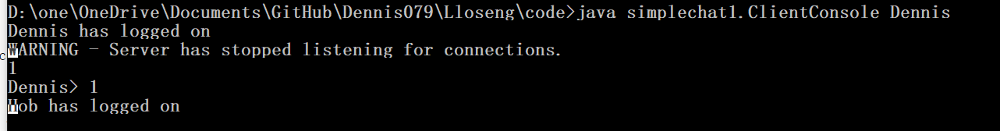 D:\one\OneDrive\Documents\GitHub\Dennis079\Lloseng\code>java simplechat1.ClientConsole Dennis
Dennis has logged on
WARNING - Server has stopped listening for connections.
1
Dennis> 1
has logged on